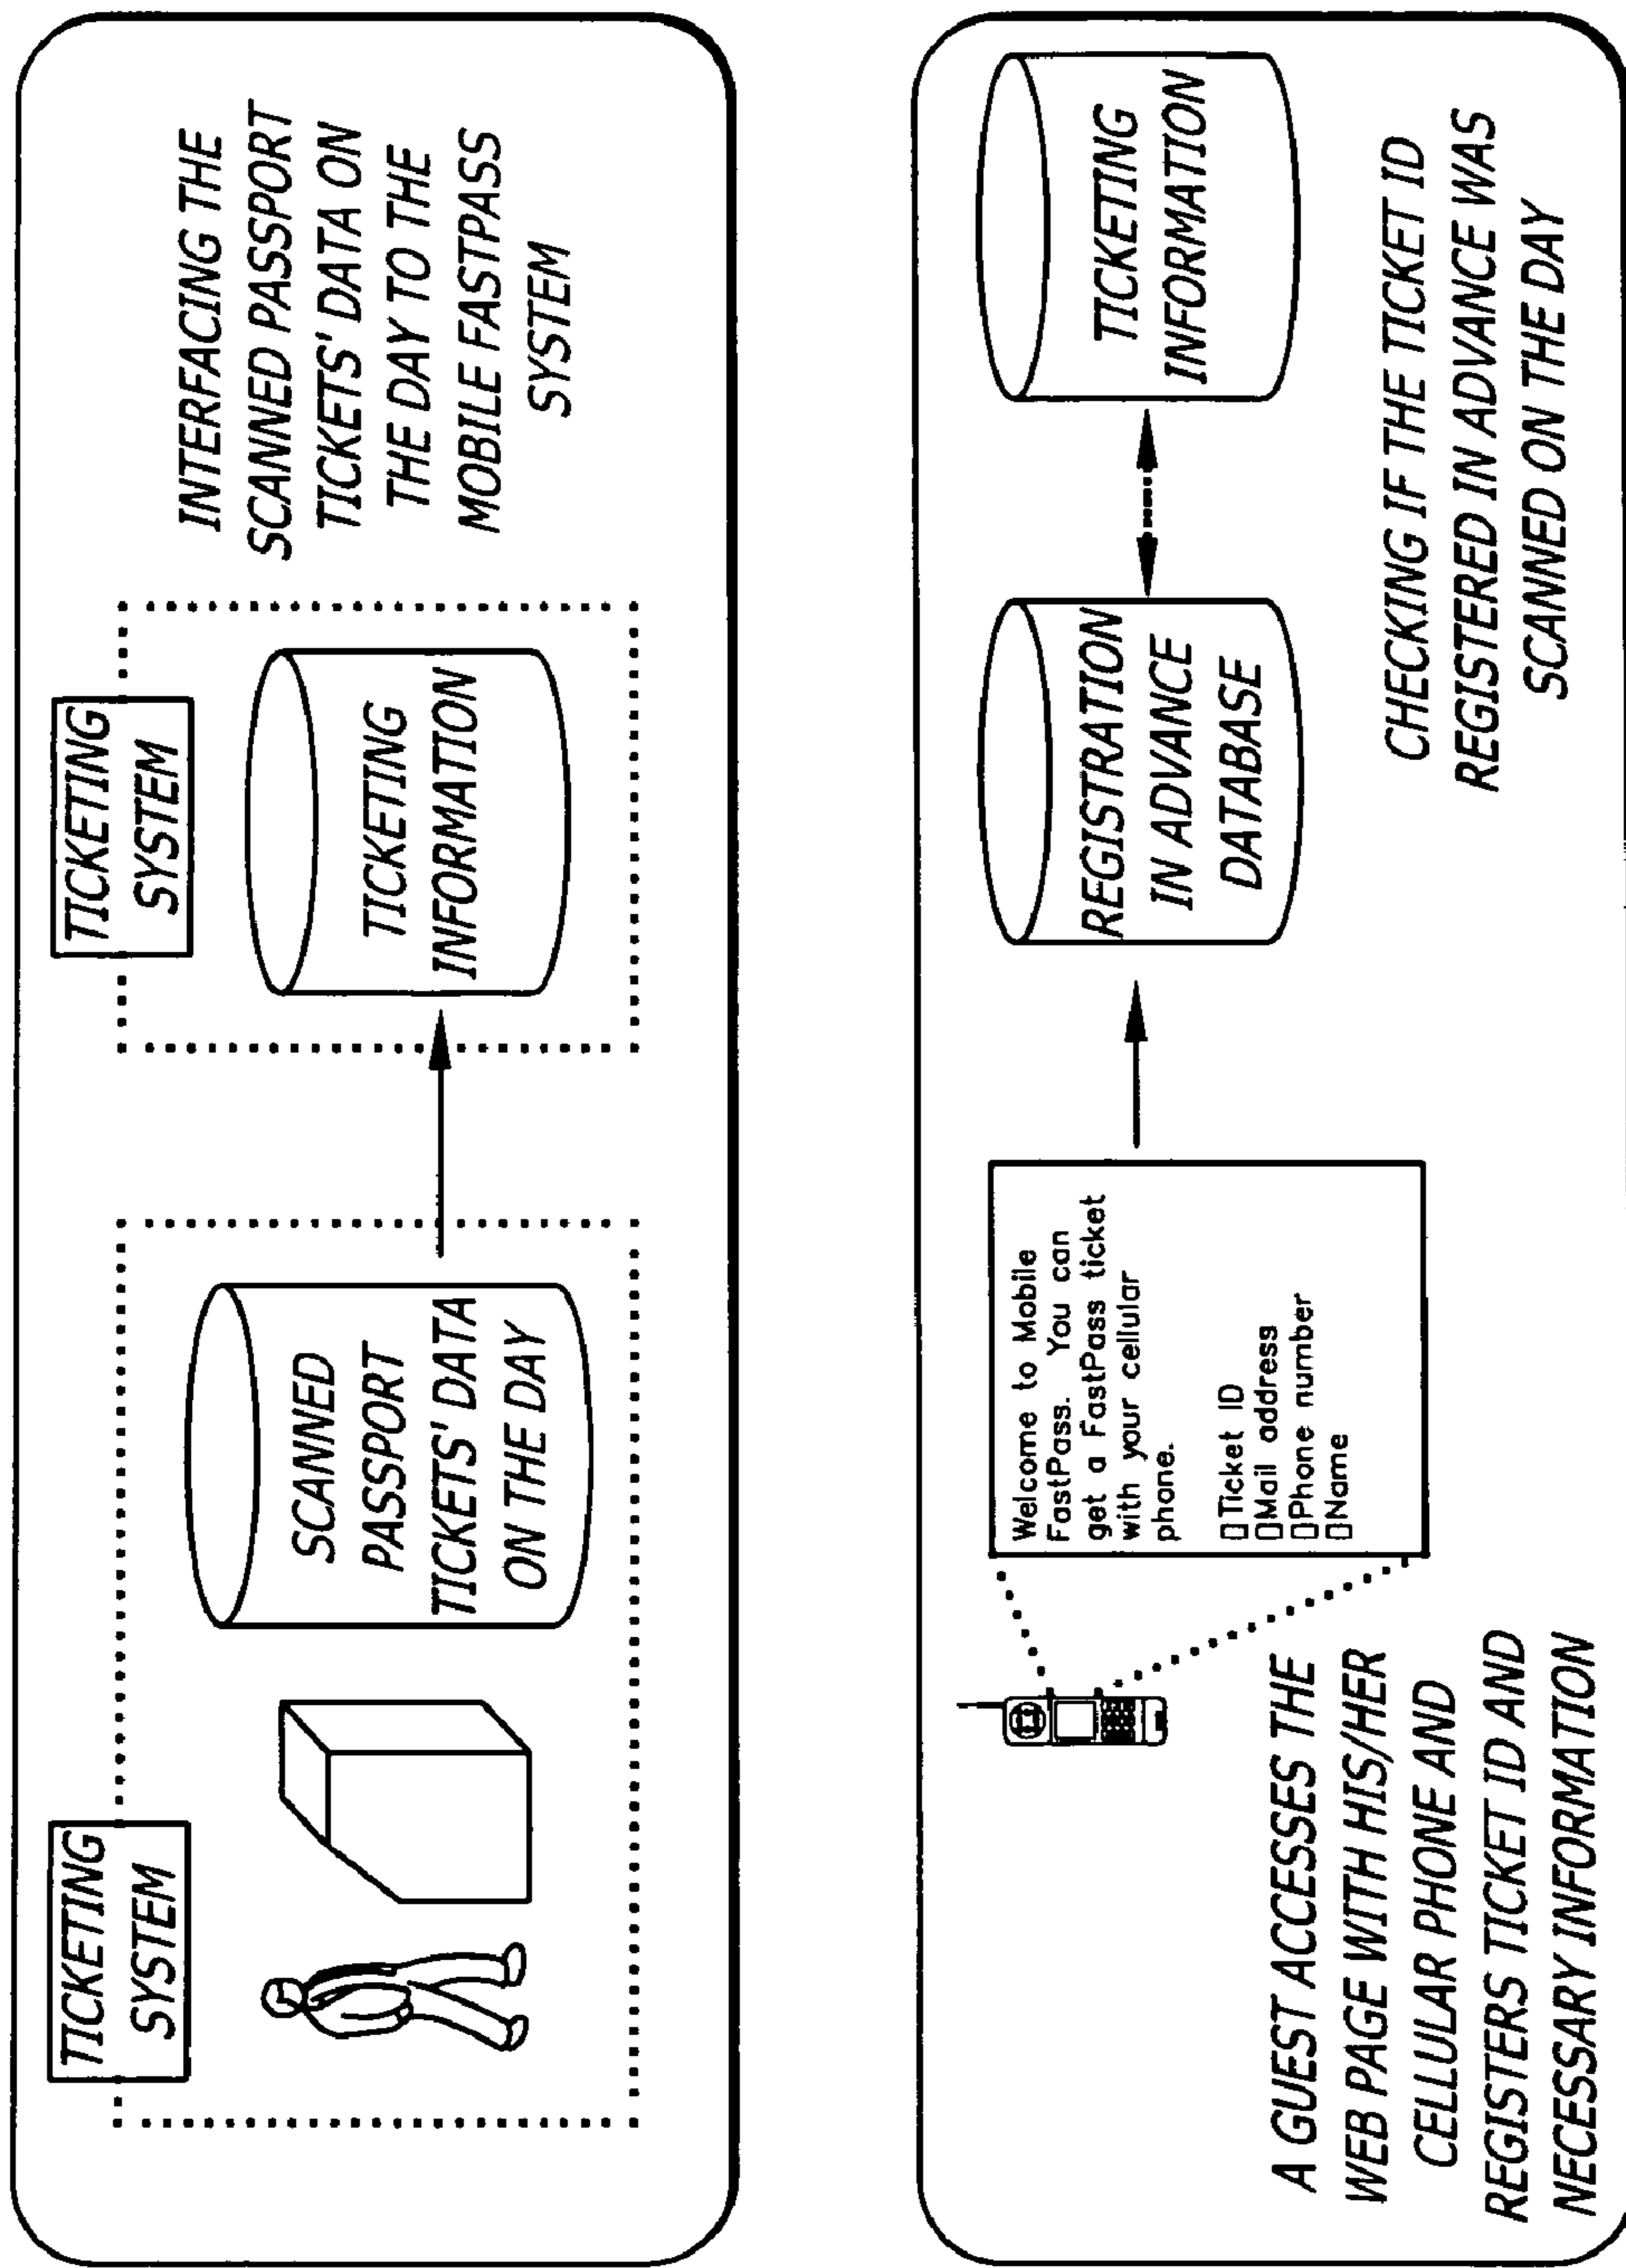 TICKETING
SYSTEM
SCANNED
PASSPORT
TICKETS' DATA
ON THE DAY
TICKETING
SYSTEM
TICKETING
INFORMATION
INTERFACING THE
SCANNED PASSPORT
TICKETS' DATA ON
THE DAY TO THE
MOBILE FASTPASS
SYSTEM
A GUEST ACCESSES THE
WEB PAGE WITH HIS/HER
CELLULAR PHONE AND
REGISTERS TICKET ID AND
NECESSARY INFORMATION
Welcome to Mobile
FastPass. You can
get a FastPass ticket
with your cellular
phone.
▯Ticket ID
▯Mail address
▯Phone number
▯Name
REGISTRATION
IN ADVANCE
DATABASE
TICKETING
INFORMATION
CHECKING IF THE TICKET ID
REGISTERED IN ADVANCE WAS
SCANNED ON THE DAY